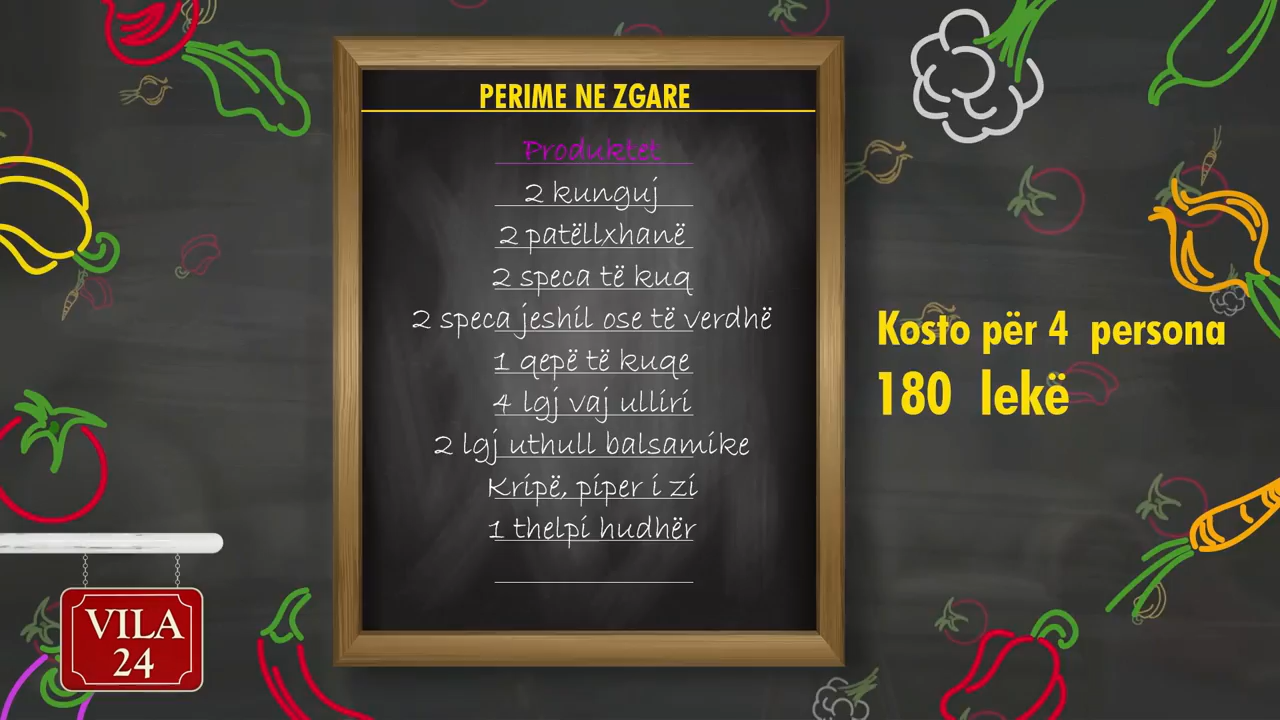 PERIME NE ZGARE
Produktet
2 kunguj
2 patëllxhanë
2 speca të kuq
2 speca jeshil ose të verdhë
1 qepë të kuqe
4 lgj vaj ulliri
2 lgj uthull balsamike
Kripë, piper i zi
1 thelpi hudhër
Kosto për 4 persona
180 lekë
VILA
24